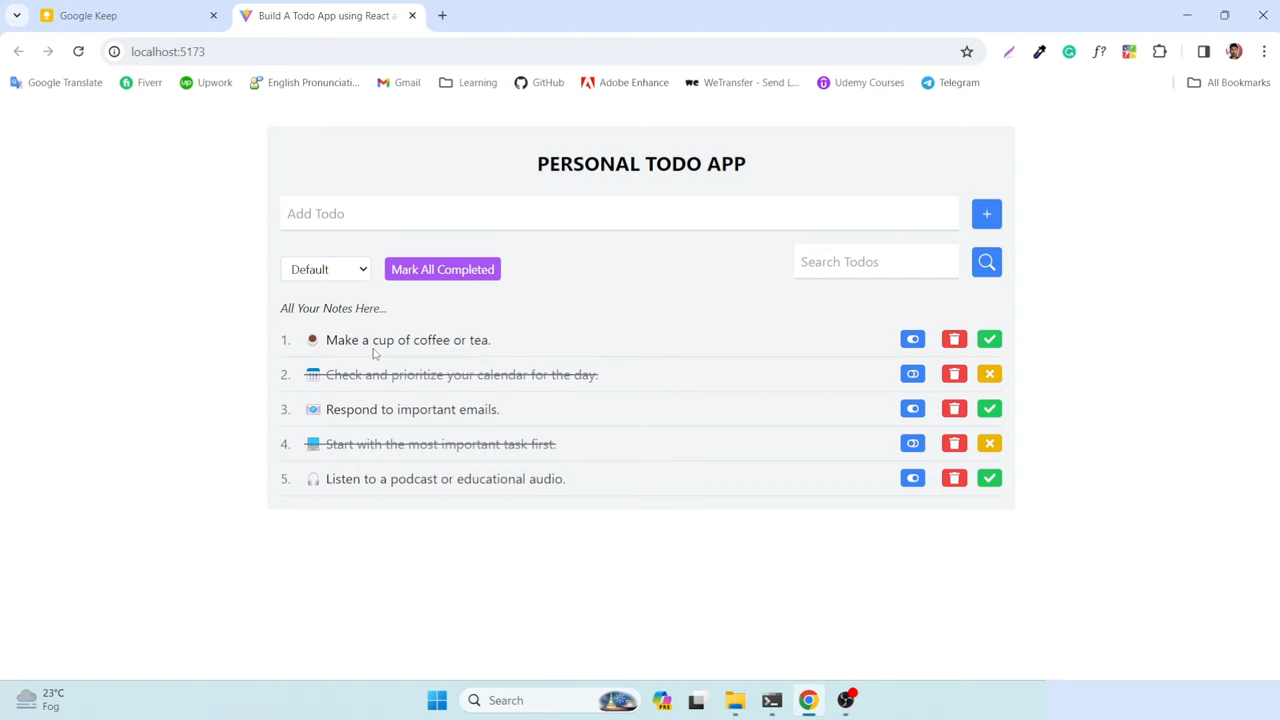 Google Keep
Build A Todo App using React a
localhost:5173
f?
Google Translate Fiverr Upwork English Pronunciati... Gmail Learning GitHub Adobe Enhance WeTransfer - Send L... Udemy Courses Telegram All Bookmarks
PERSONAL TODO APP
Add Todo
+
Default Mark All Completed Search Todos
All Your Notes Here...
1. Make a cup of coffee or tea.
2. Check and prioritize your calendar for the day.
3. Respond to important emails.
4. Start with the most important task first.
5. Listen to a podcast or educational audio.
23°C
Fog
Search
PRE